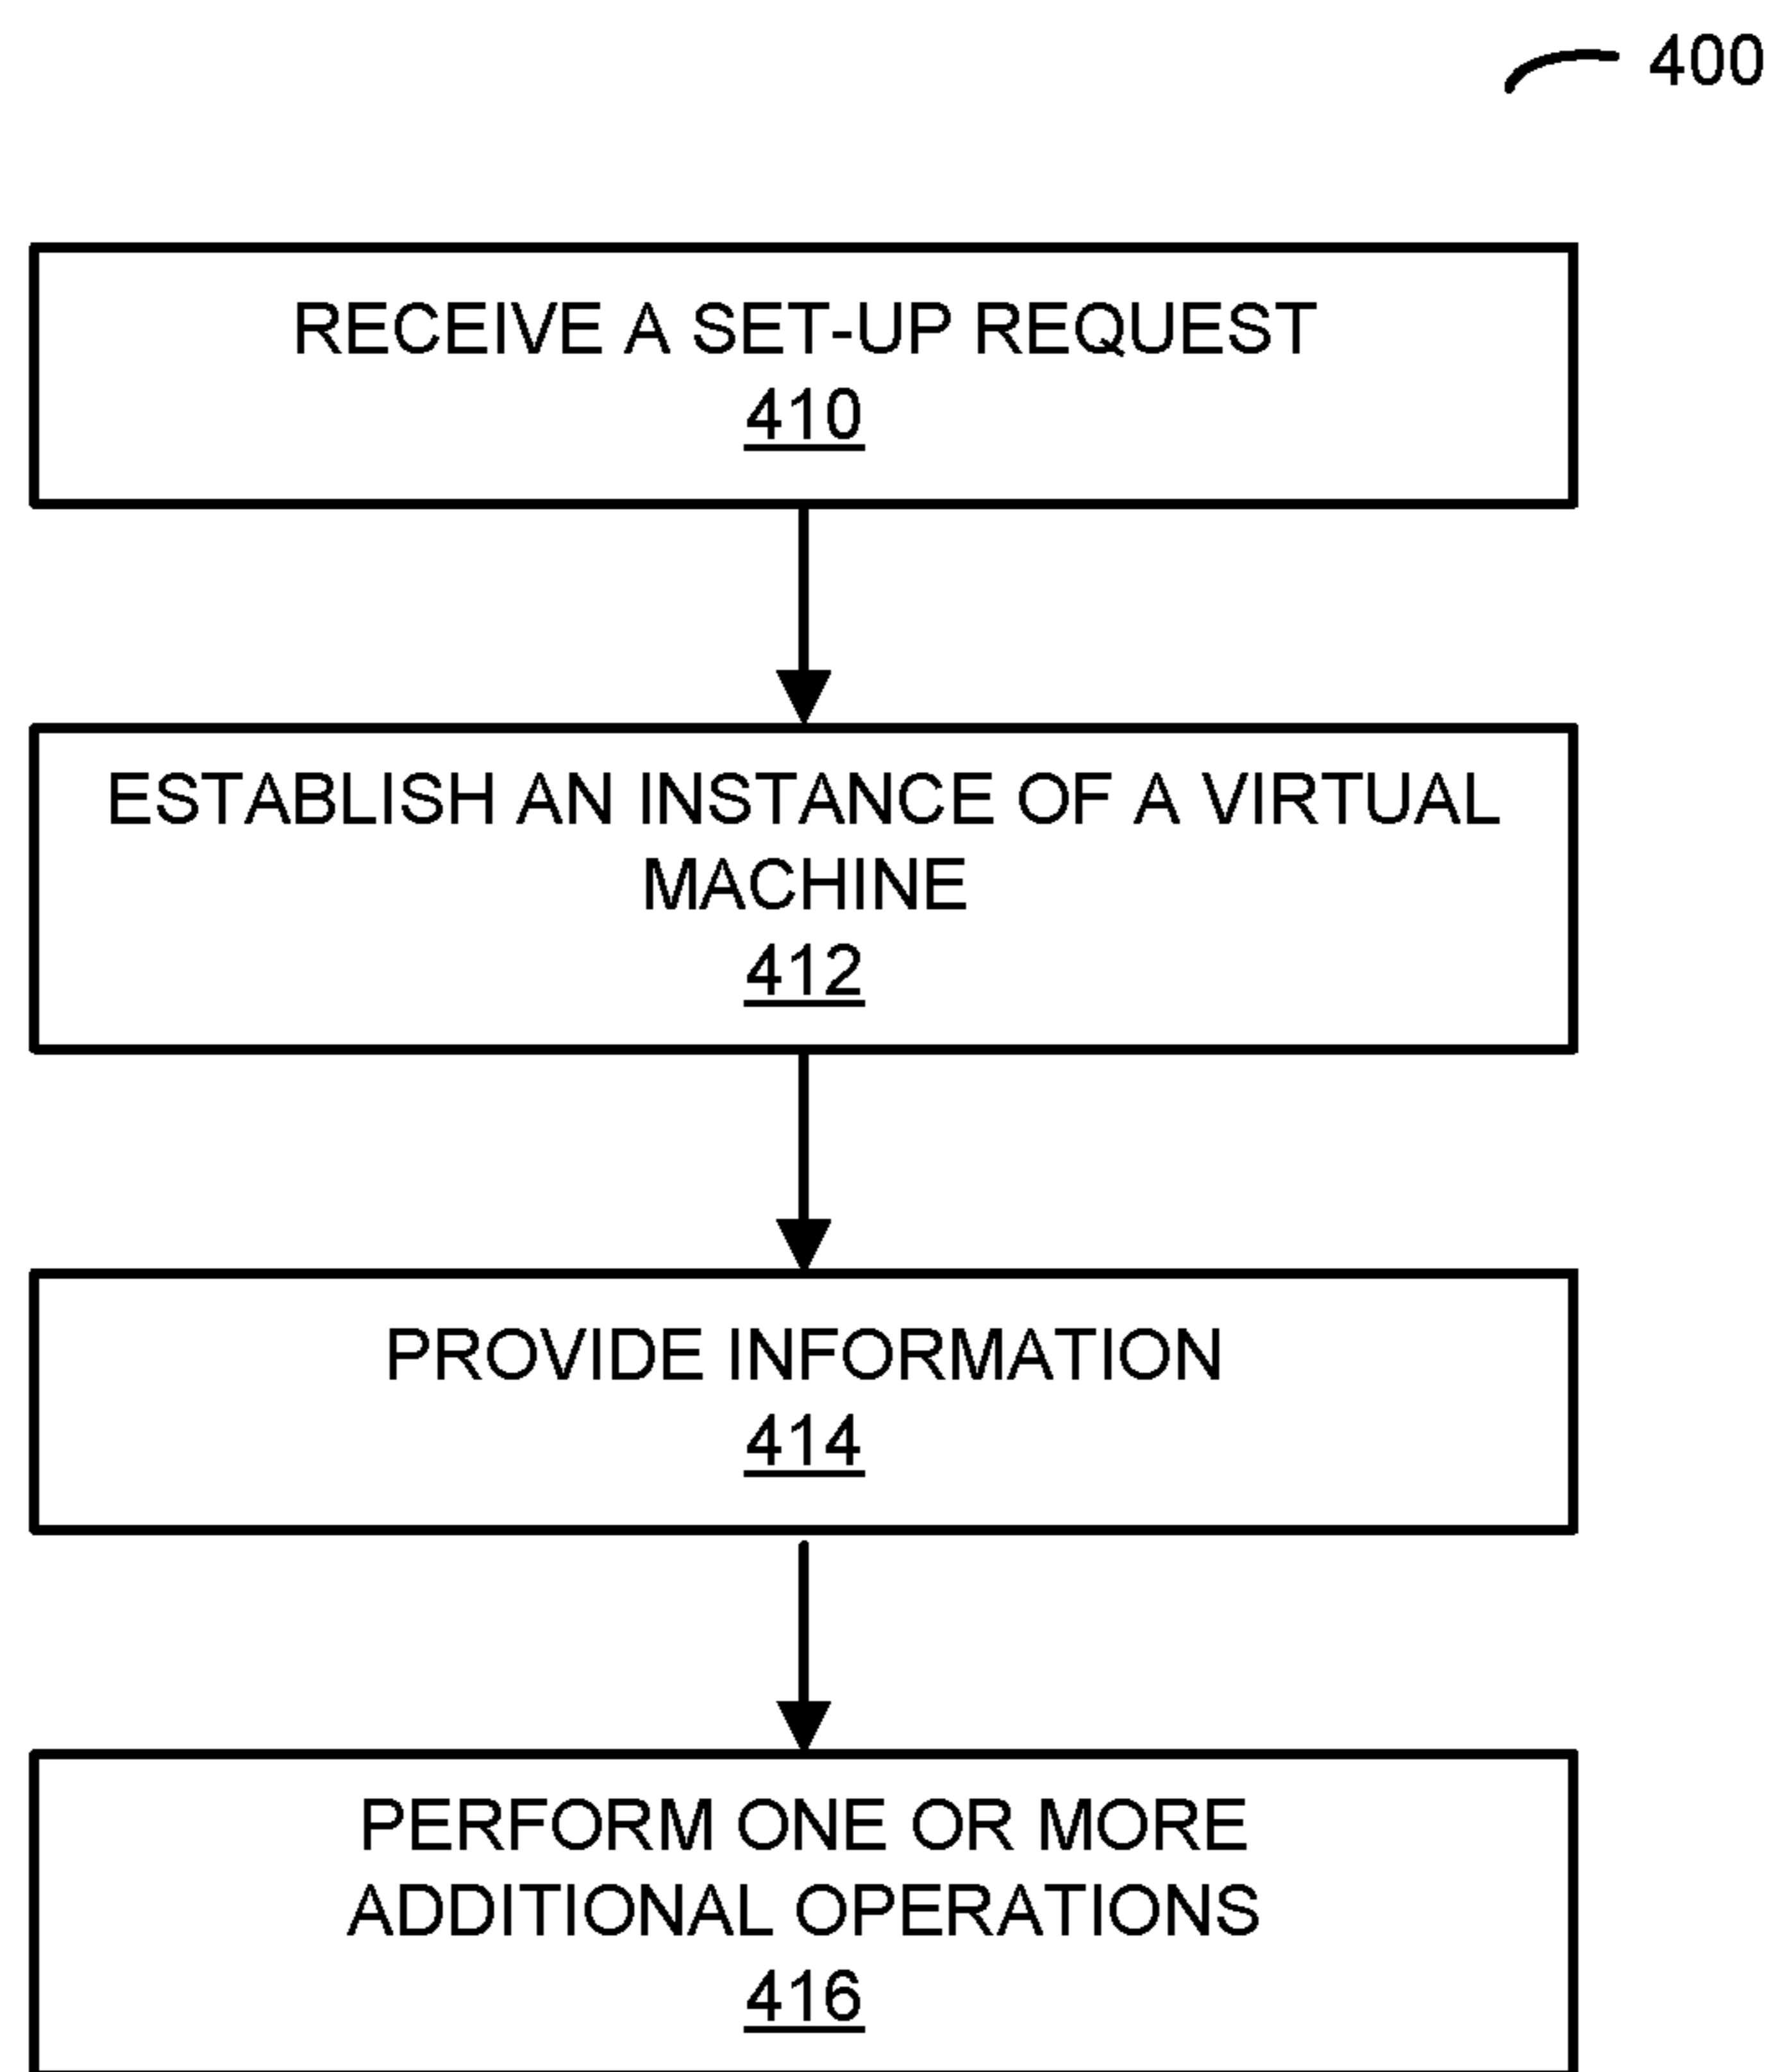 400
RECEIVE A SET-UP REQUEST
410
ESTABLISH AN INSTANCE OF A VIRTUAL
MACHINE
412
PROVIDE INFORMATION
414
PERFORM ONE OR MORE
ADDITIONAL OPERATIONS
416